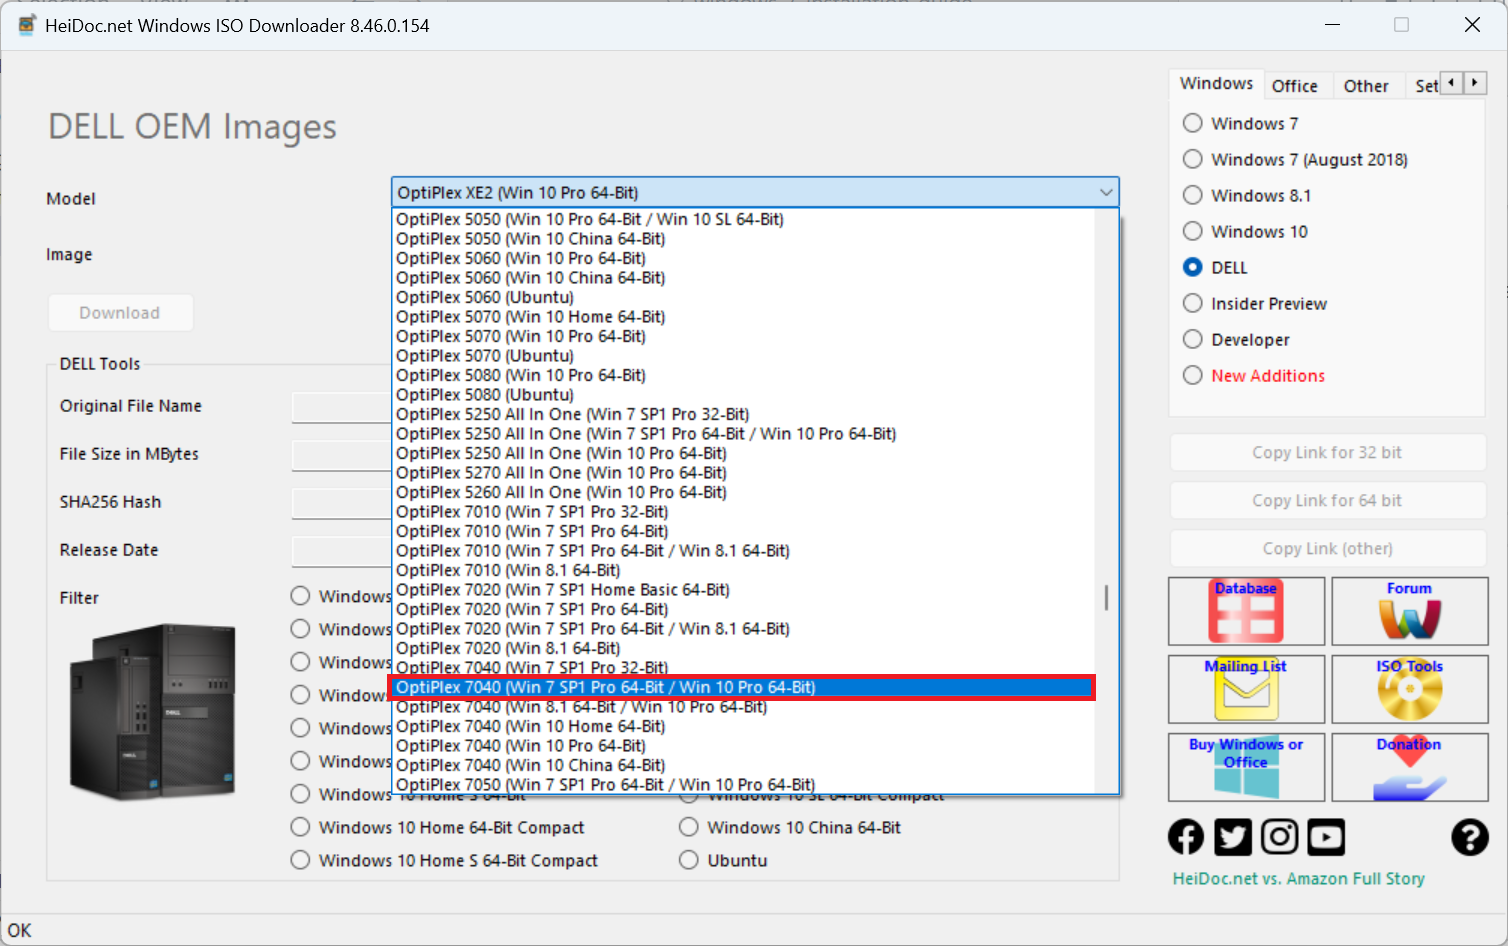 HeiDoc.net Windows ISO Downloader 8.46.0.154
DELL OEM Images
Model
OptiPlex XE2 (Win 10 Pro 64-Bit)
OptiPlex 5050 (Win 10 Pro 64-Bit / Win 10 SL 64-Bit)
OptiPlex 5050 (Win 10 China 64-Bit)
OptiPlex 5060 (Win 10 Pro 64-Bit)
OptiPlex 5060 (Win 10 China 64-Bit)
OptiPlex 5060 (Ubuntu)
OptiPlex 5070 (Win 10 Home 64-Bit)
OptiPlex 5070 (Win 10 Pro 64-Bit)
OptiPlex 5070 (Ubuntu)
OptiPlex 5080 (Win 10 Pro 64-Bit)
OptiPlex 5080 (Ubuntu)
OptiPlex 5250 All In One (Win 7 SP1 Pro 32-Bit)
OptiPlex 5250 All In One (Win 7 SP1 Pro 64-Bit / Win 10 Pro 64-Bit)
OptiPlex 5250 All In One (Win 10 Pro 64-Bit)
OptiPlex 5270 All In One (Win 10 Pro 64-Bit)
OptiPlex 5260 All In One (Win 10 Pro 64-Bit)
OptiPlex 7010 (Win 7 SP1 Pro 32-Bit)
OptiPlex 7010 (Win 7 SP1 Pro 64-Bit)
OptiPlex 7010 (Win 7 SP1 Pro 64-Bit / Win 8.1 64-Bit)
OptiPlex 7010 (Win 8.1 64-Bit)
OptiPlex 7020 (Win 7 SP1 Home Basic 64-Bit)
OptiPlex 7020 (Win 7 SP1 Pro 64-Bit)
OptiPlex 7020 (Win 7 SP1 Pro 64-Bit / Win 8.1 64-Bit)
OptiPlex 7020 (Win 8.1 64-Bit)
OptiPlex 7040 (Win 7 SP1 Pro 32-Bit)
OptiPlex 7040 (Win 7 SP1 Pro 64-Bit / Win 10 Pro 64-Bit)
OptiPlex 7040 (Win 8.1 64-Bit / Win 10 Pro 64-Bit)
OptiPlex 7040 (Win 10 Home 64-Bit)
OptiPlex 7040 (Win 10 Pro 64-Bit)
OptiPlex 7040 (Win 10 China 64-Bit)
OptiPlex 7050 (Win 7 SP1 Pro 64-Bit / Win 10 Pro 64-Bit)
Image
Download
DELL Tools
Original File Name
File Size in MBytes
SHA256 Hash
Release Date
Filter
Windows
Windows
Windows
Windows
Windows
Windows
Windows 10 Home S 64-Bit
Windows 10 SL 64-Bit Compact
Windows 10 Home 64-Bit Compact
Windows 10 China 64-Bit
Windows 10 Home S 64-Bit Compact
Ubuntu
DELL
DELL
Windows
Office
Other
Set
Windows 7
Windows 7 (August 2018)
Windows 8.1
Windows 10
DELL
Insider Preview
Developer
New Additions
Copy Link for 32 bit
Copy Link for 64 bit
Copy Link (other)
Database
Forum
Mailing List
ISO Tools
Buy Windows or
Office
Donation
HeiDoc.net vs. Amazon Full Story
OK